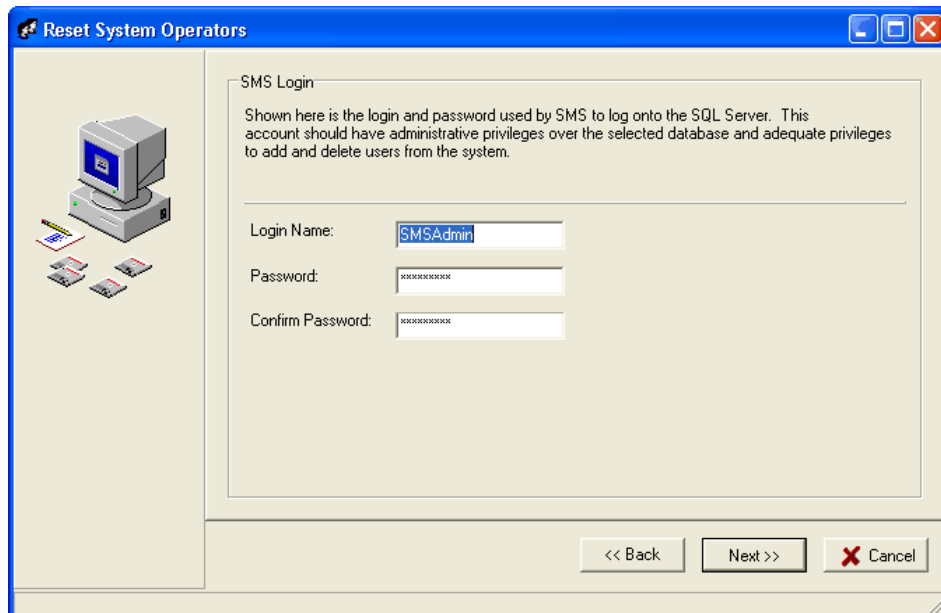 Reset System Operators
SMS Login
Shown here is the login and password used by SMS to log onto the SQL Server. This
account should have administrative privileges over the selected database and adequate privileges
to add and delete users from the system.
Login Name: SMSAdmin
Password: *********
Confirm Password: *********
<< Back Next >> Cancel